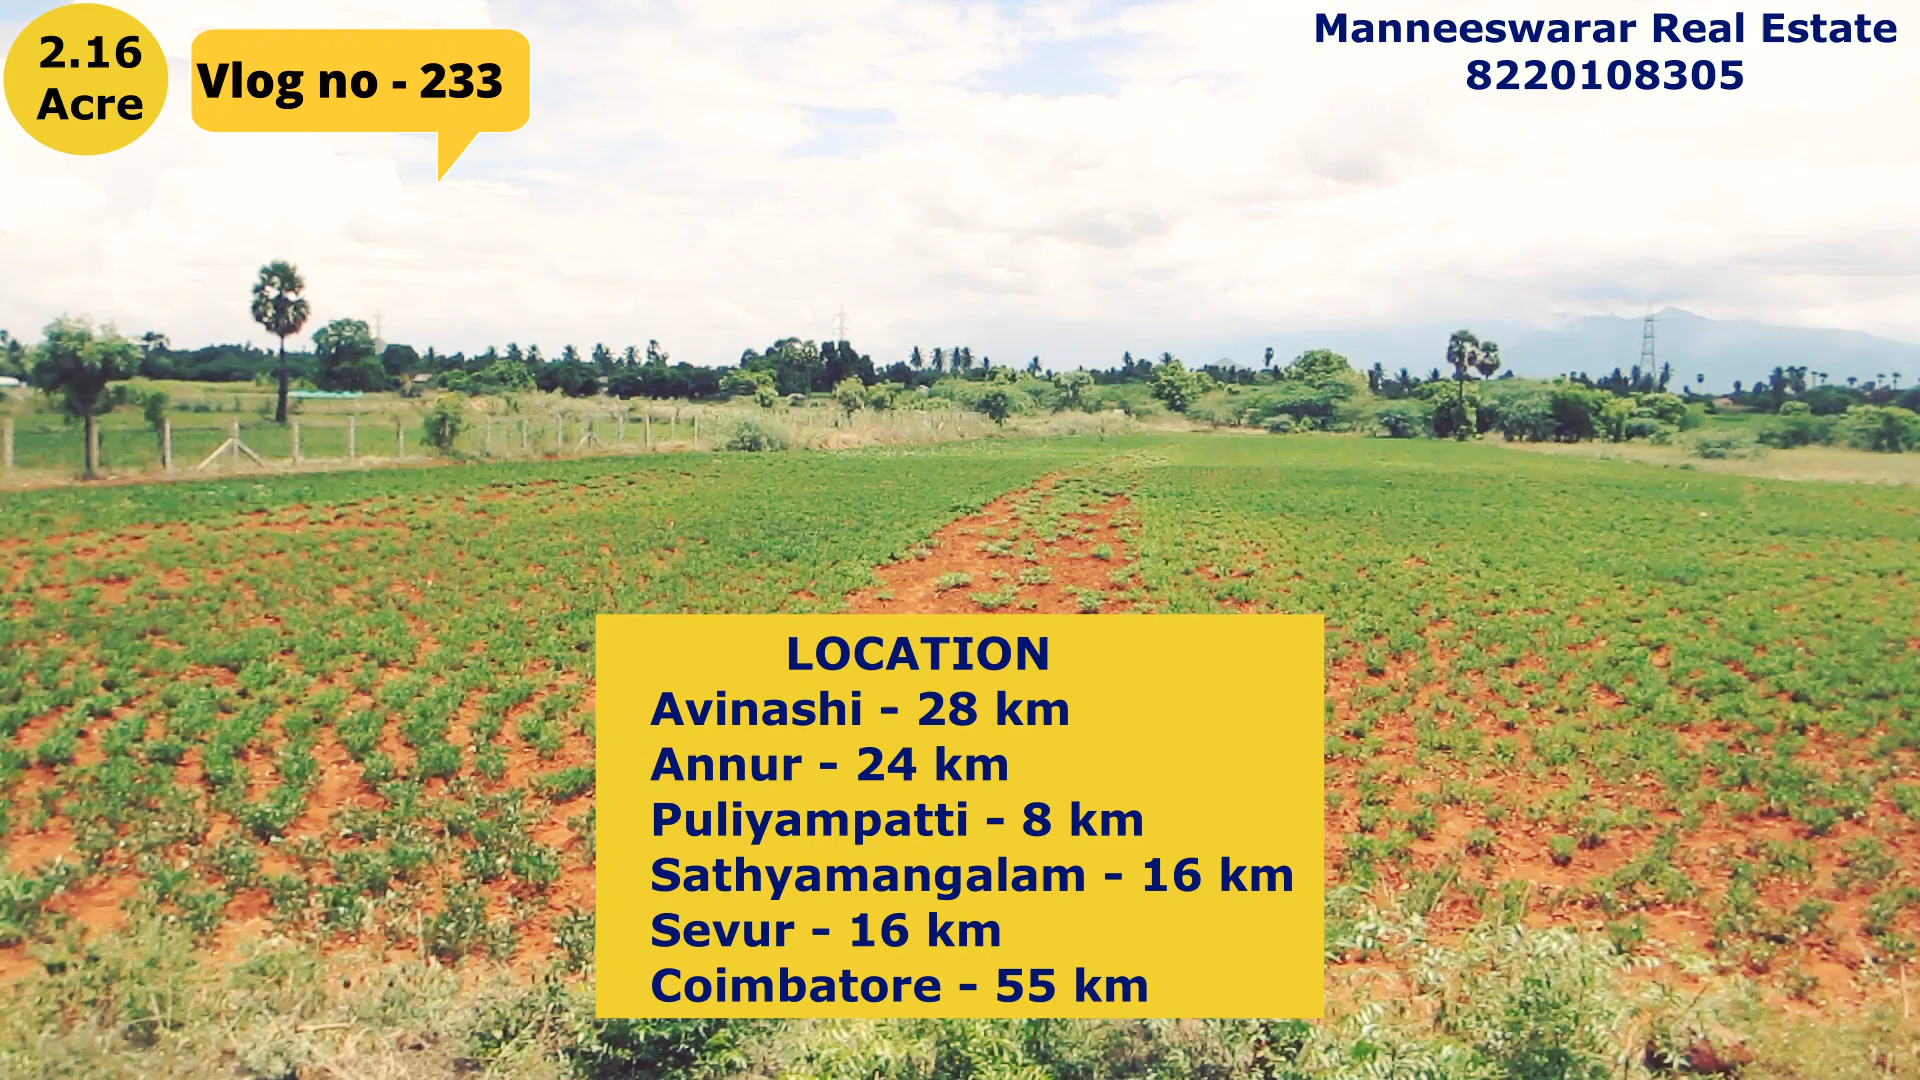 2.16
Acre
Vlog no - 233
Manneeswarar Real Estate
8220108305
LOCATION
Avinashi - 28 km
Annur - 24 km
Puliyampatti - 8 km
Sathyamangalam - 16 km
Sevur - 16 km
Coimbatore - 55 km